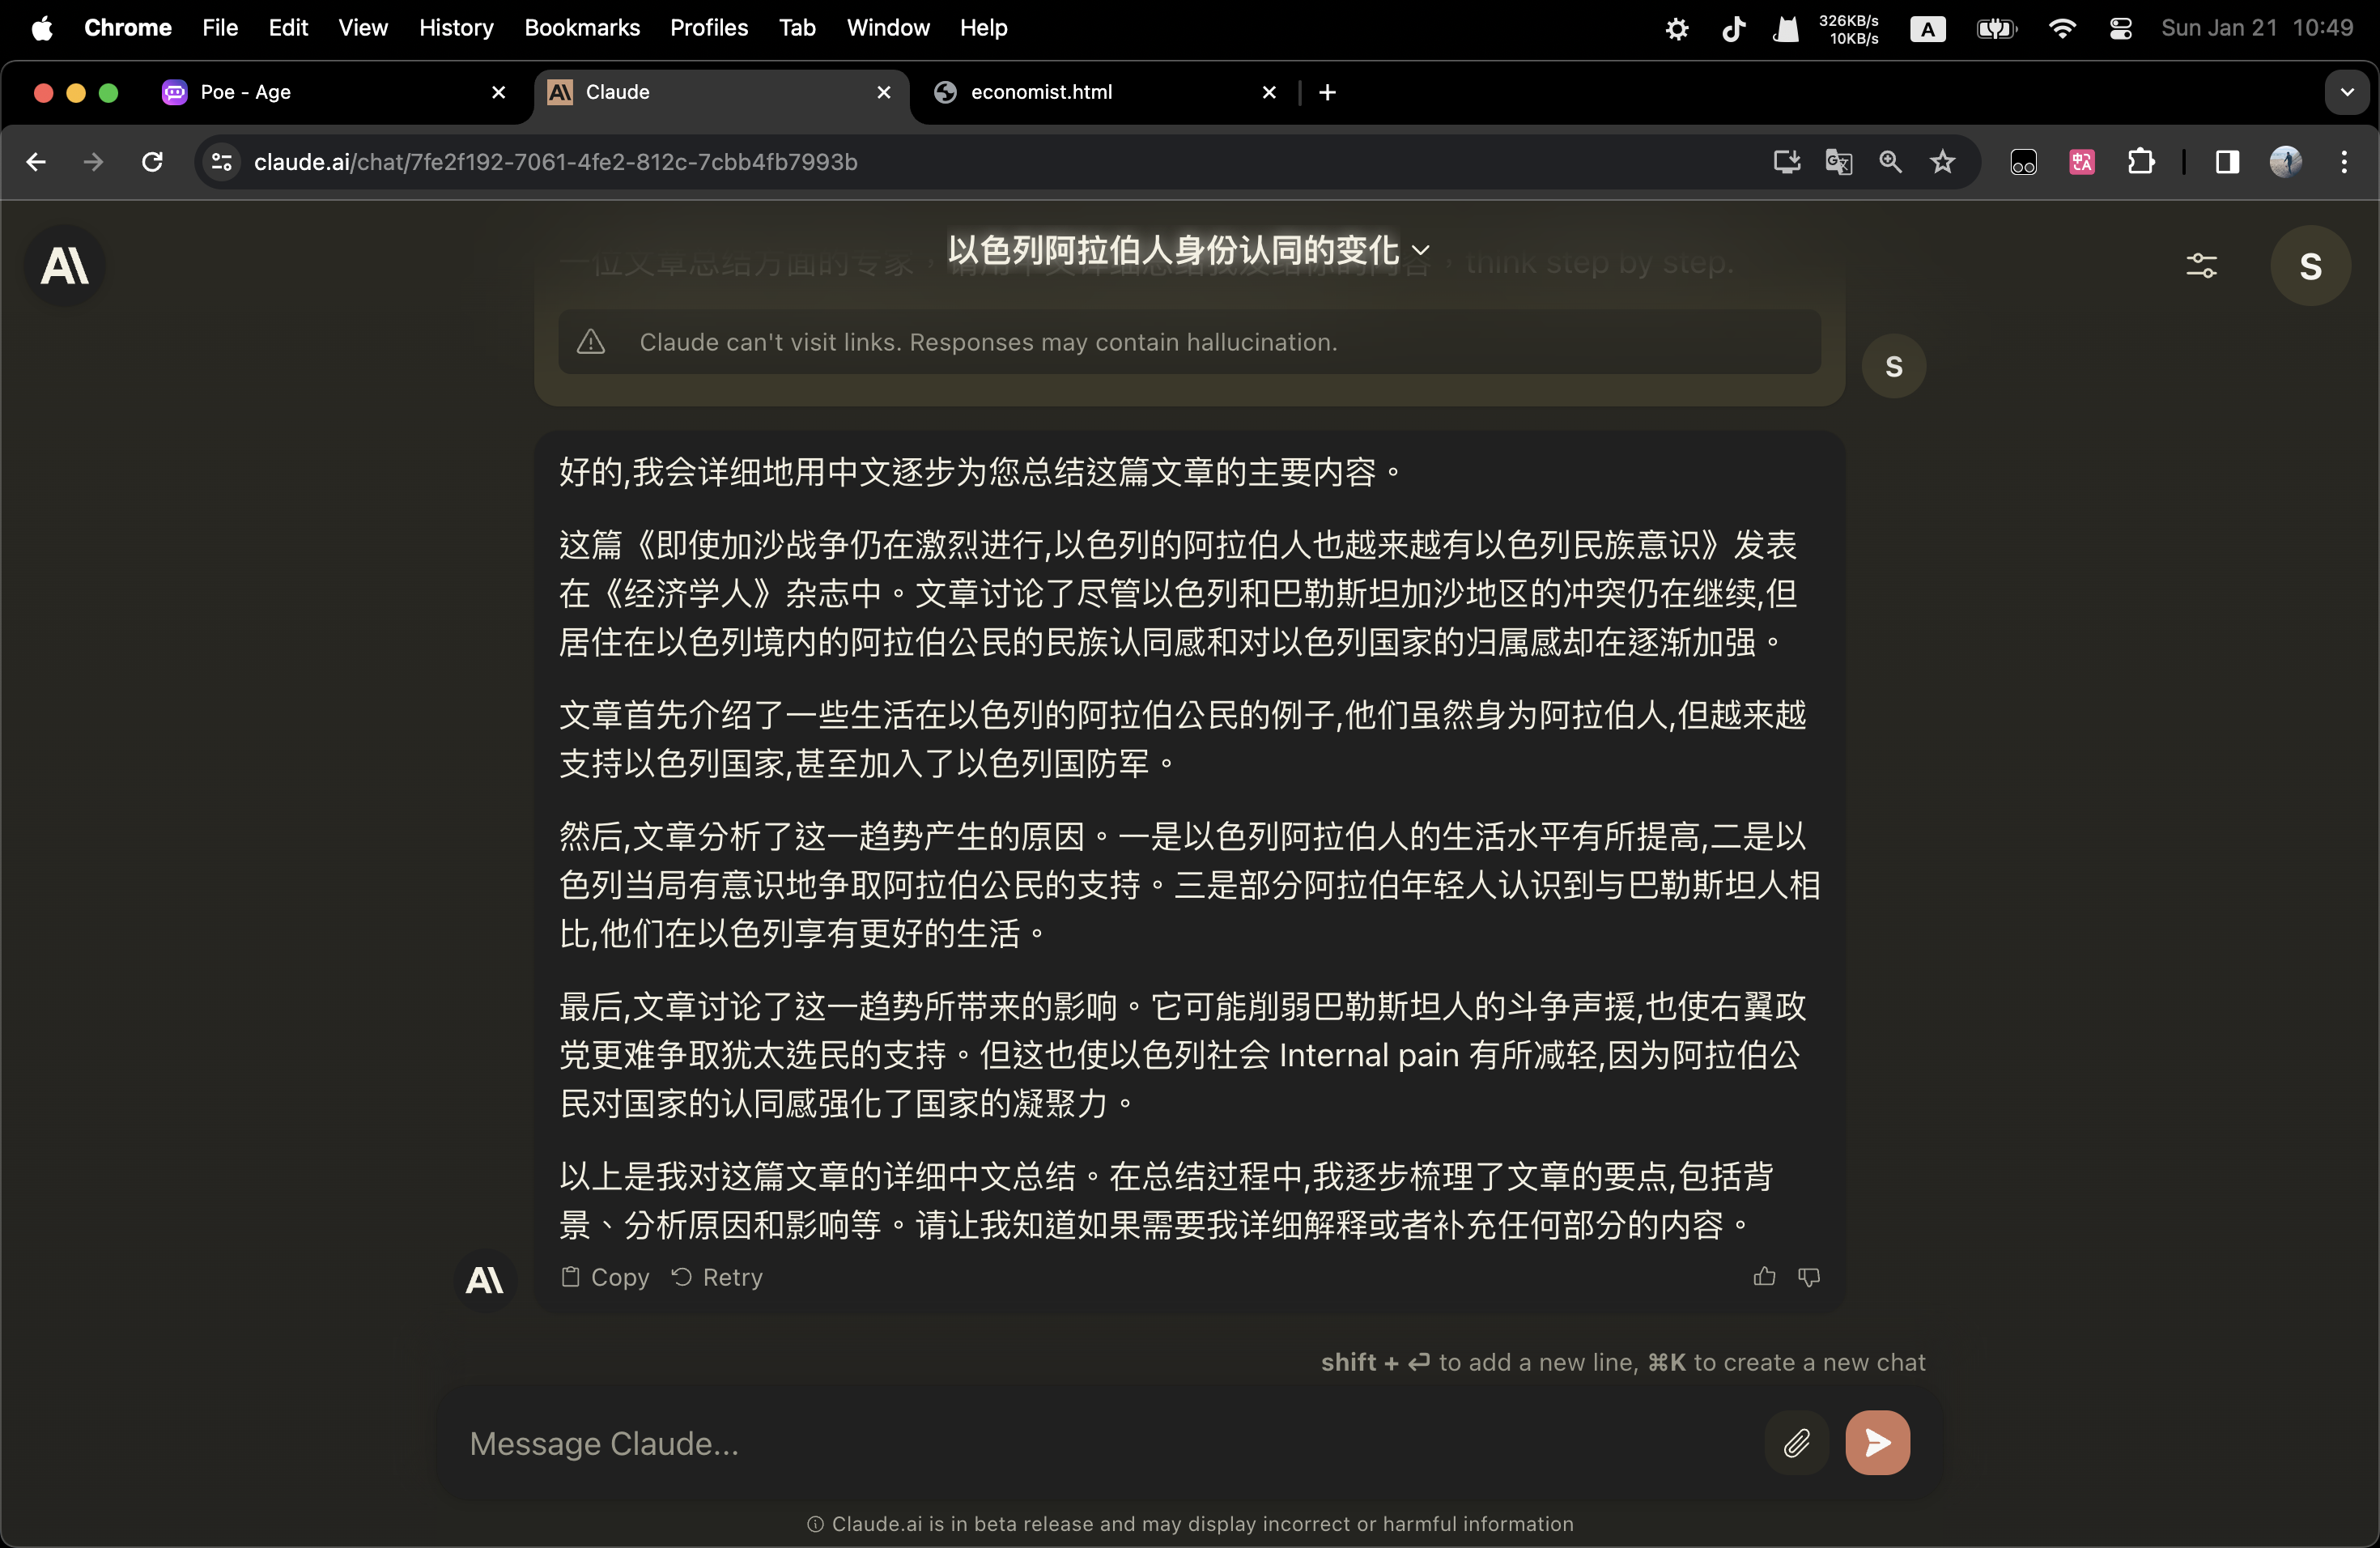 Chrome File Edit View History Bookmarks Profiles Tab Window Help 326KB/s 10KB/s A Sun Jan 21 10:49
Poe - Age Claude economist.html
claude.ai/chat/7fe2f192-7061-4fe2-812c-7cbb4fb7993b
以色列阿拉伯人身份认同的变化
一位文章总结方面的专家，请用中文详细总结我发给你的内容，think step by step.
S
Claude can't visit links. Responses may contain hallucination.
S
好的,我会详细地用中文逐步为您总结这篇文章的主要内容。
这篇《即使加沙战争仍在激烈进行,以色列的阿拉伯人也越来越有以色列民族意识》发表
在《经济学人》杂志中。文章讨论了尽管以色列和巴勒斯坦加沙地区的冲突仍在继续,但
居住在以色列境内的阿拉伯公民的民族认同感和对以色列国家的归属感却在逐渐加强。
文章首先介绍了一些生活在以色列的阿拉伯公民的例子,他们虽然身为阿拉伯人,但越来越
支持以色列国家,甚至加入了以色列国防军。
然后,文章分析了这一趋势产生的原因。一是以色列阿拉伯人的生活水平有所提高,二是以
色列当局有意识地争取阿拉伯公民的支持。三是部分阿拉伯年轻人认识到与巴勒斯坦人相
比,他们在以色列享有更好的生活。
最后,文章讨论了这一趋势所带来的影响。它可能削弱巴勒斯坦人的斗争声援,也使右翼政
党更难争取犹太选民的支持。但这也使以色列社会 Internal pain 有所减轻,因为阿拉伯公
民对国家的认同感强化了国家的凝聚力。
以上是我对这篇文章的详细中文总结。在总结过程中,我逐步梳理了文章的要点,包括背
景、分析原因和影响等。请让我知道如果需要我详细解释或者补充任何部分的内容。
Copy Retry
shift + ↵ to add a new line, ⌘K to create a new chat
Message Claude...
Claude.ai is in beta release and may display incorrect or harmful information